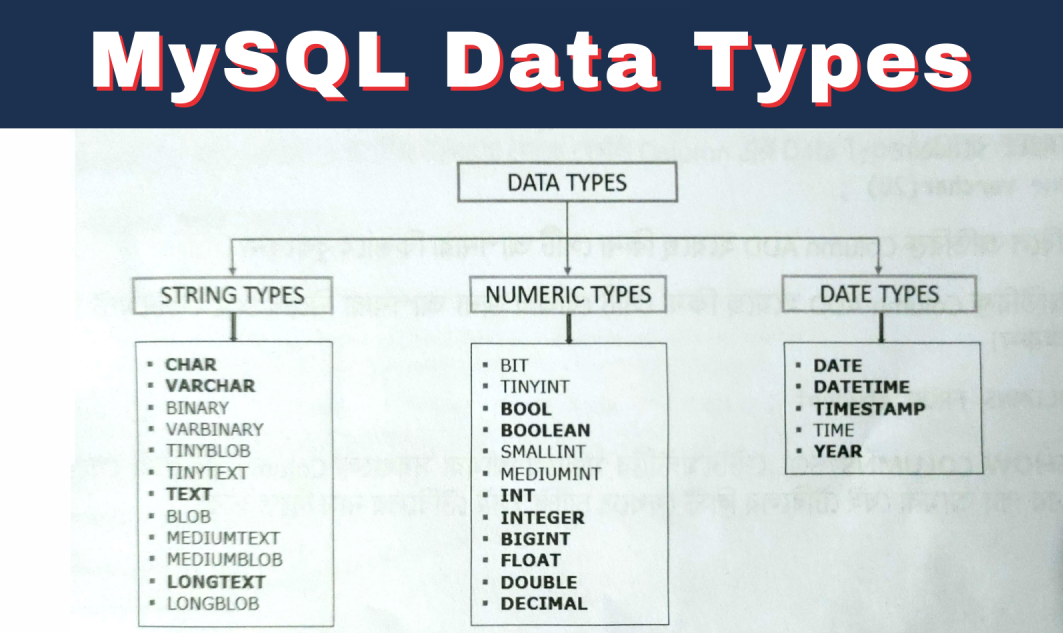 MySQL Data Types
DATA TYPES
STRING TYPES
CHAR
VARCHAR
BINARY
VARBINARY
TINYBLOB
TINYTEXT
TEXT
BLOB
MEDIUMTEXT
MEDIUMBLOB
LONGTEXT
LONGBLOB
NUMERIC TYPES
BIT
TINYINT
BOOL
BOOLEAN
SMALLINT
MEDIUMINT
INT
INTEGER
BIGINT
FLOAT
DOUBLE
DECIMAL
DATE TYPES
DATE
DATETIME
TIMESTAMP
TIME
YEAR